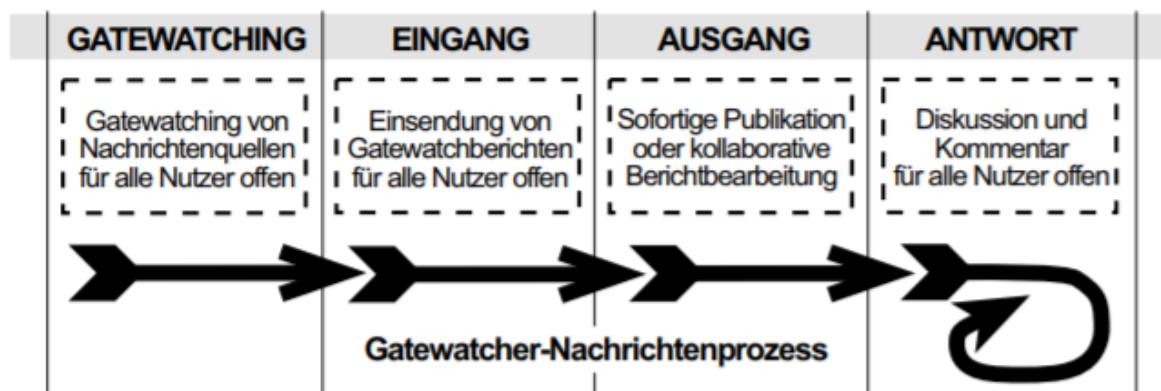 GATEWATCHING
EINGANG
AUSGANG
ANTWORT
Gatewatching von
Nachrichtenquellen
für alle Nutzer offen
Einsendung von
Gatewatchberichten
für alle Nutzer offen
Sofortige Publikation
oder kollaborative
Berichtbearbeitung
Diskussion und
Kommentar
für alle Nutzer offen
Gatewatcher-Nachrichtenprozess